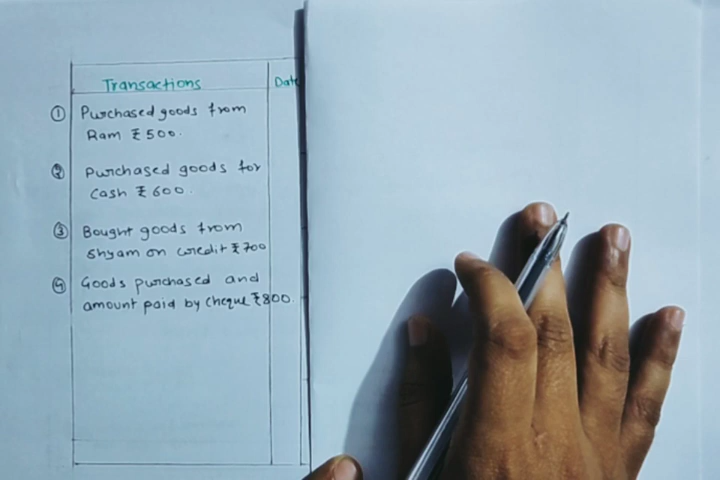 Transactions Date
① Purchased goods from
Ram ₹500.
② Purchased goods for
Cash ₹600.
③ Bought goods from
Shyam on credit ₹700
④ Goods purchased and
amount paid by Cheque ₹800.